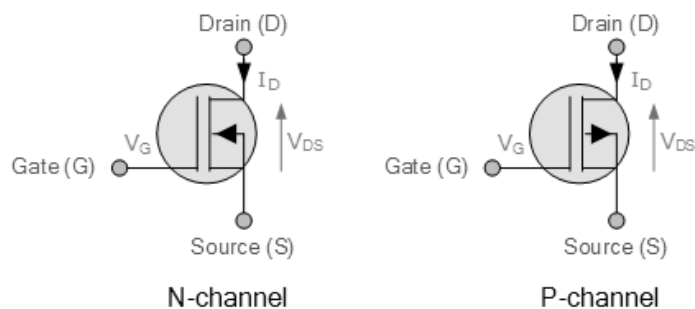 Drain (D)
I_D
V_G
V_DS
Gate (G)
Source (S)
N-channel
Drain (D)
I_D
V_G
V_DS
Gate (G)
Source (S)
P-channel